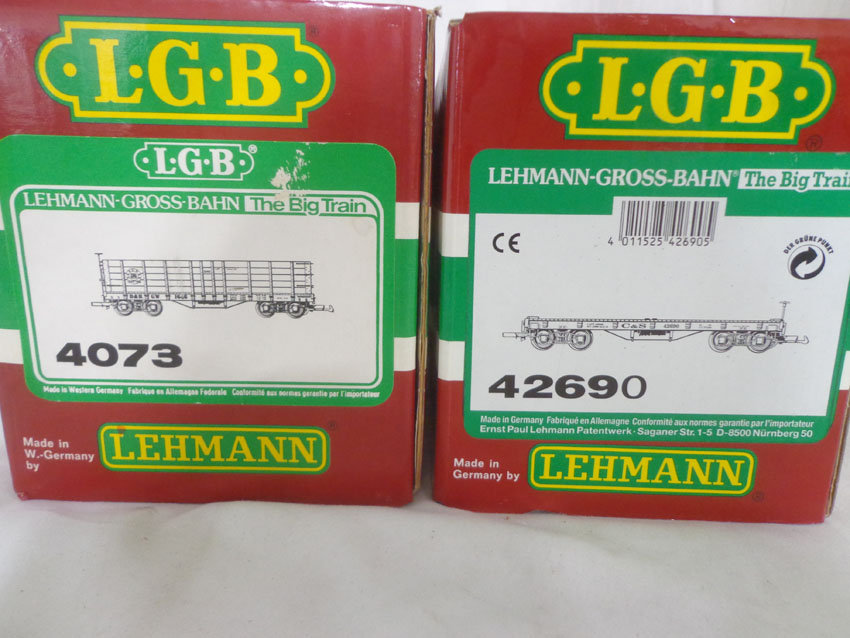 L·G·B
L·G·B®
LEHMANN-GROSS-BAHN The Big Train
4073
Made in Western Germany Fabrique en Allemagne Federale Conformité aux normes garantie par l'importateur
Made in
W.-Germany
by
LEHMANN®
L·G·B®
LEHMANN-GROSS-BAHN® The Big Train
4 011525 426905
CE
DER GRÜNE PUNKT
C&S 42690
42690
Made in Germany Fabriqué en Allemagne Conformité aux normes garantie par l'importateur
Ernst Paul Lehmann Patentwerk · Saganer Str. 1-5 D-8500 Nürnberg 50
Made in
Germany by
LEHMANN®